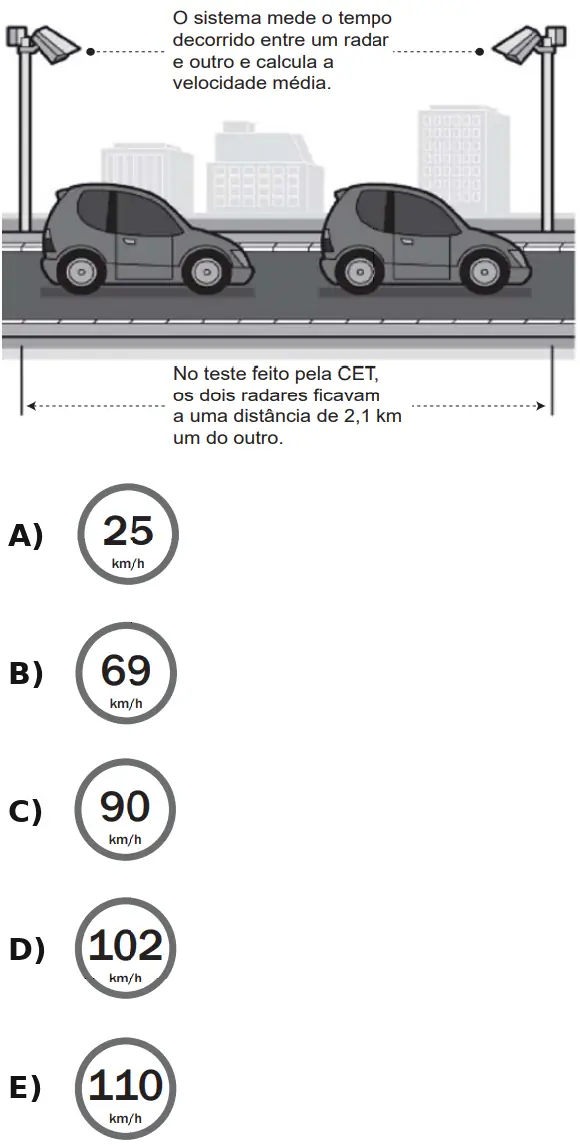 O sistema mede o tempo
decorrido entre um radar
e outro e calcula a
velocidade média.
No teste feito pela CET,
os dois radares ficavam
a uma distância de 2,1 km
um do outro.
A) 25
km/h
B) 69
km/h
C) 90
km/h
D) 102
km/h
E) 110
km/h